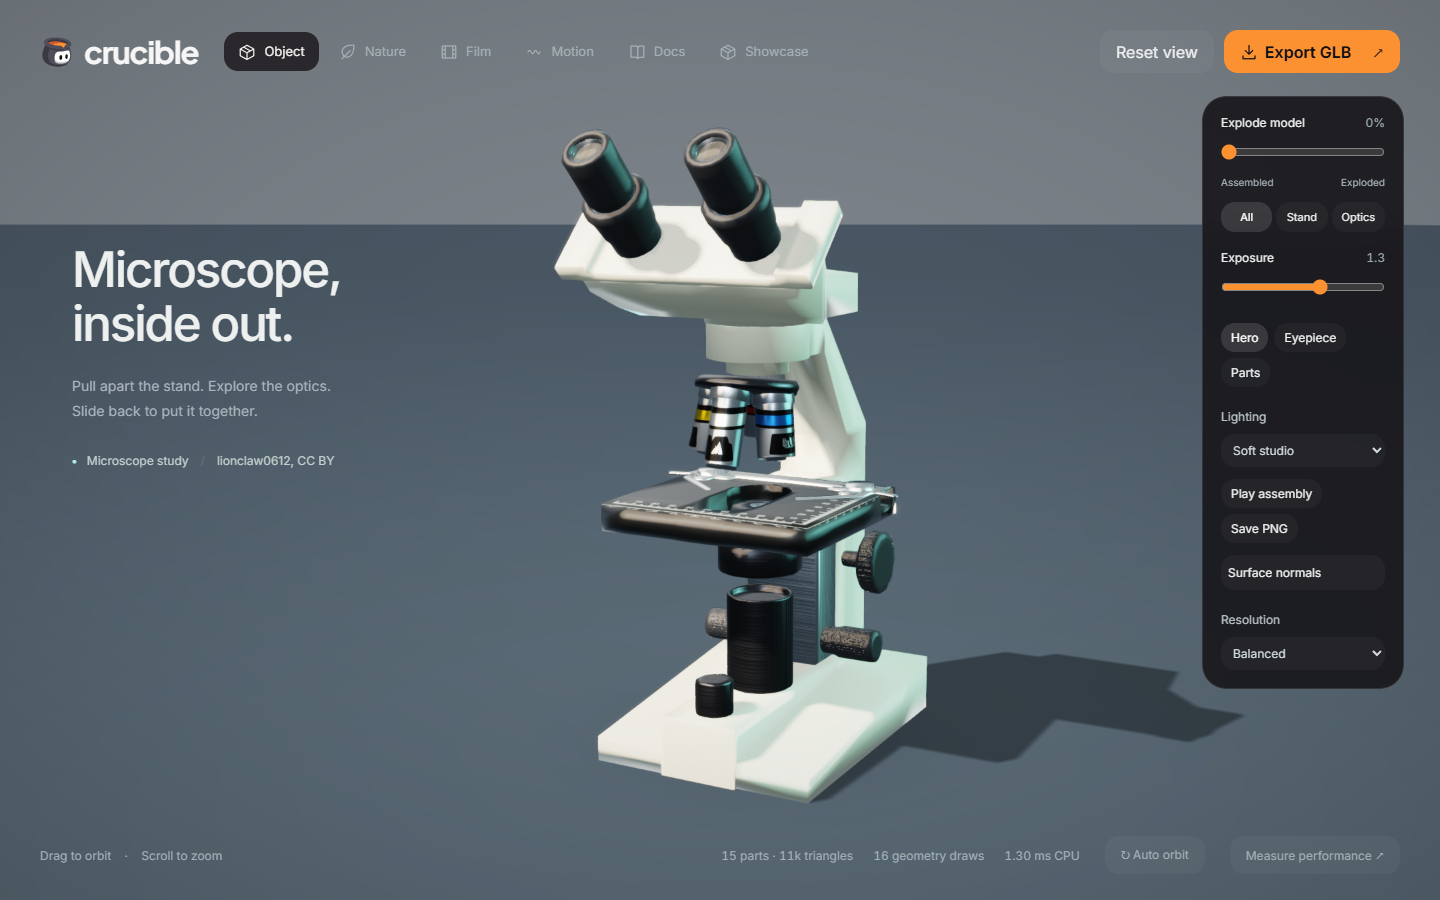 crucible
Object
Nature
Film
Motion
Docs
Showcase
Reset view
Export GLB ↗
Explode model 0%
Assembled Exploded
All Stand Optics
Exposure 1.3
Hero Eyepiece
Parts
Lighting
Soft studio
Play assembly
Save PNG
Surface normals
Resolution
Balanced
Microscope,
inside out.
Pull apart the stand. Explore the optics.
Slide back to put it together.
• Microscope study / lionclaw0612, CC BY
Drag to orbit · Scroll to zoom
15 parts · 11k triangles 16 geometry draws 1.30 ms CPU
↻ Auto orbit
Measure performance ↗